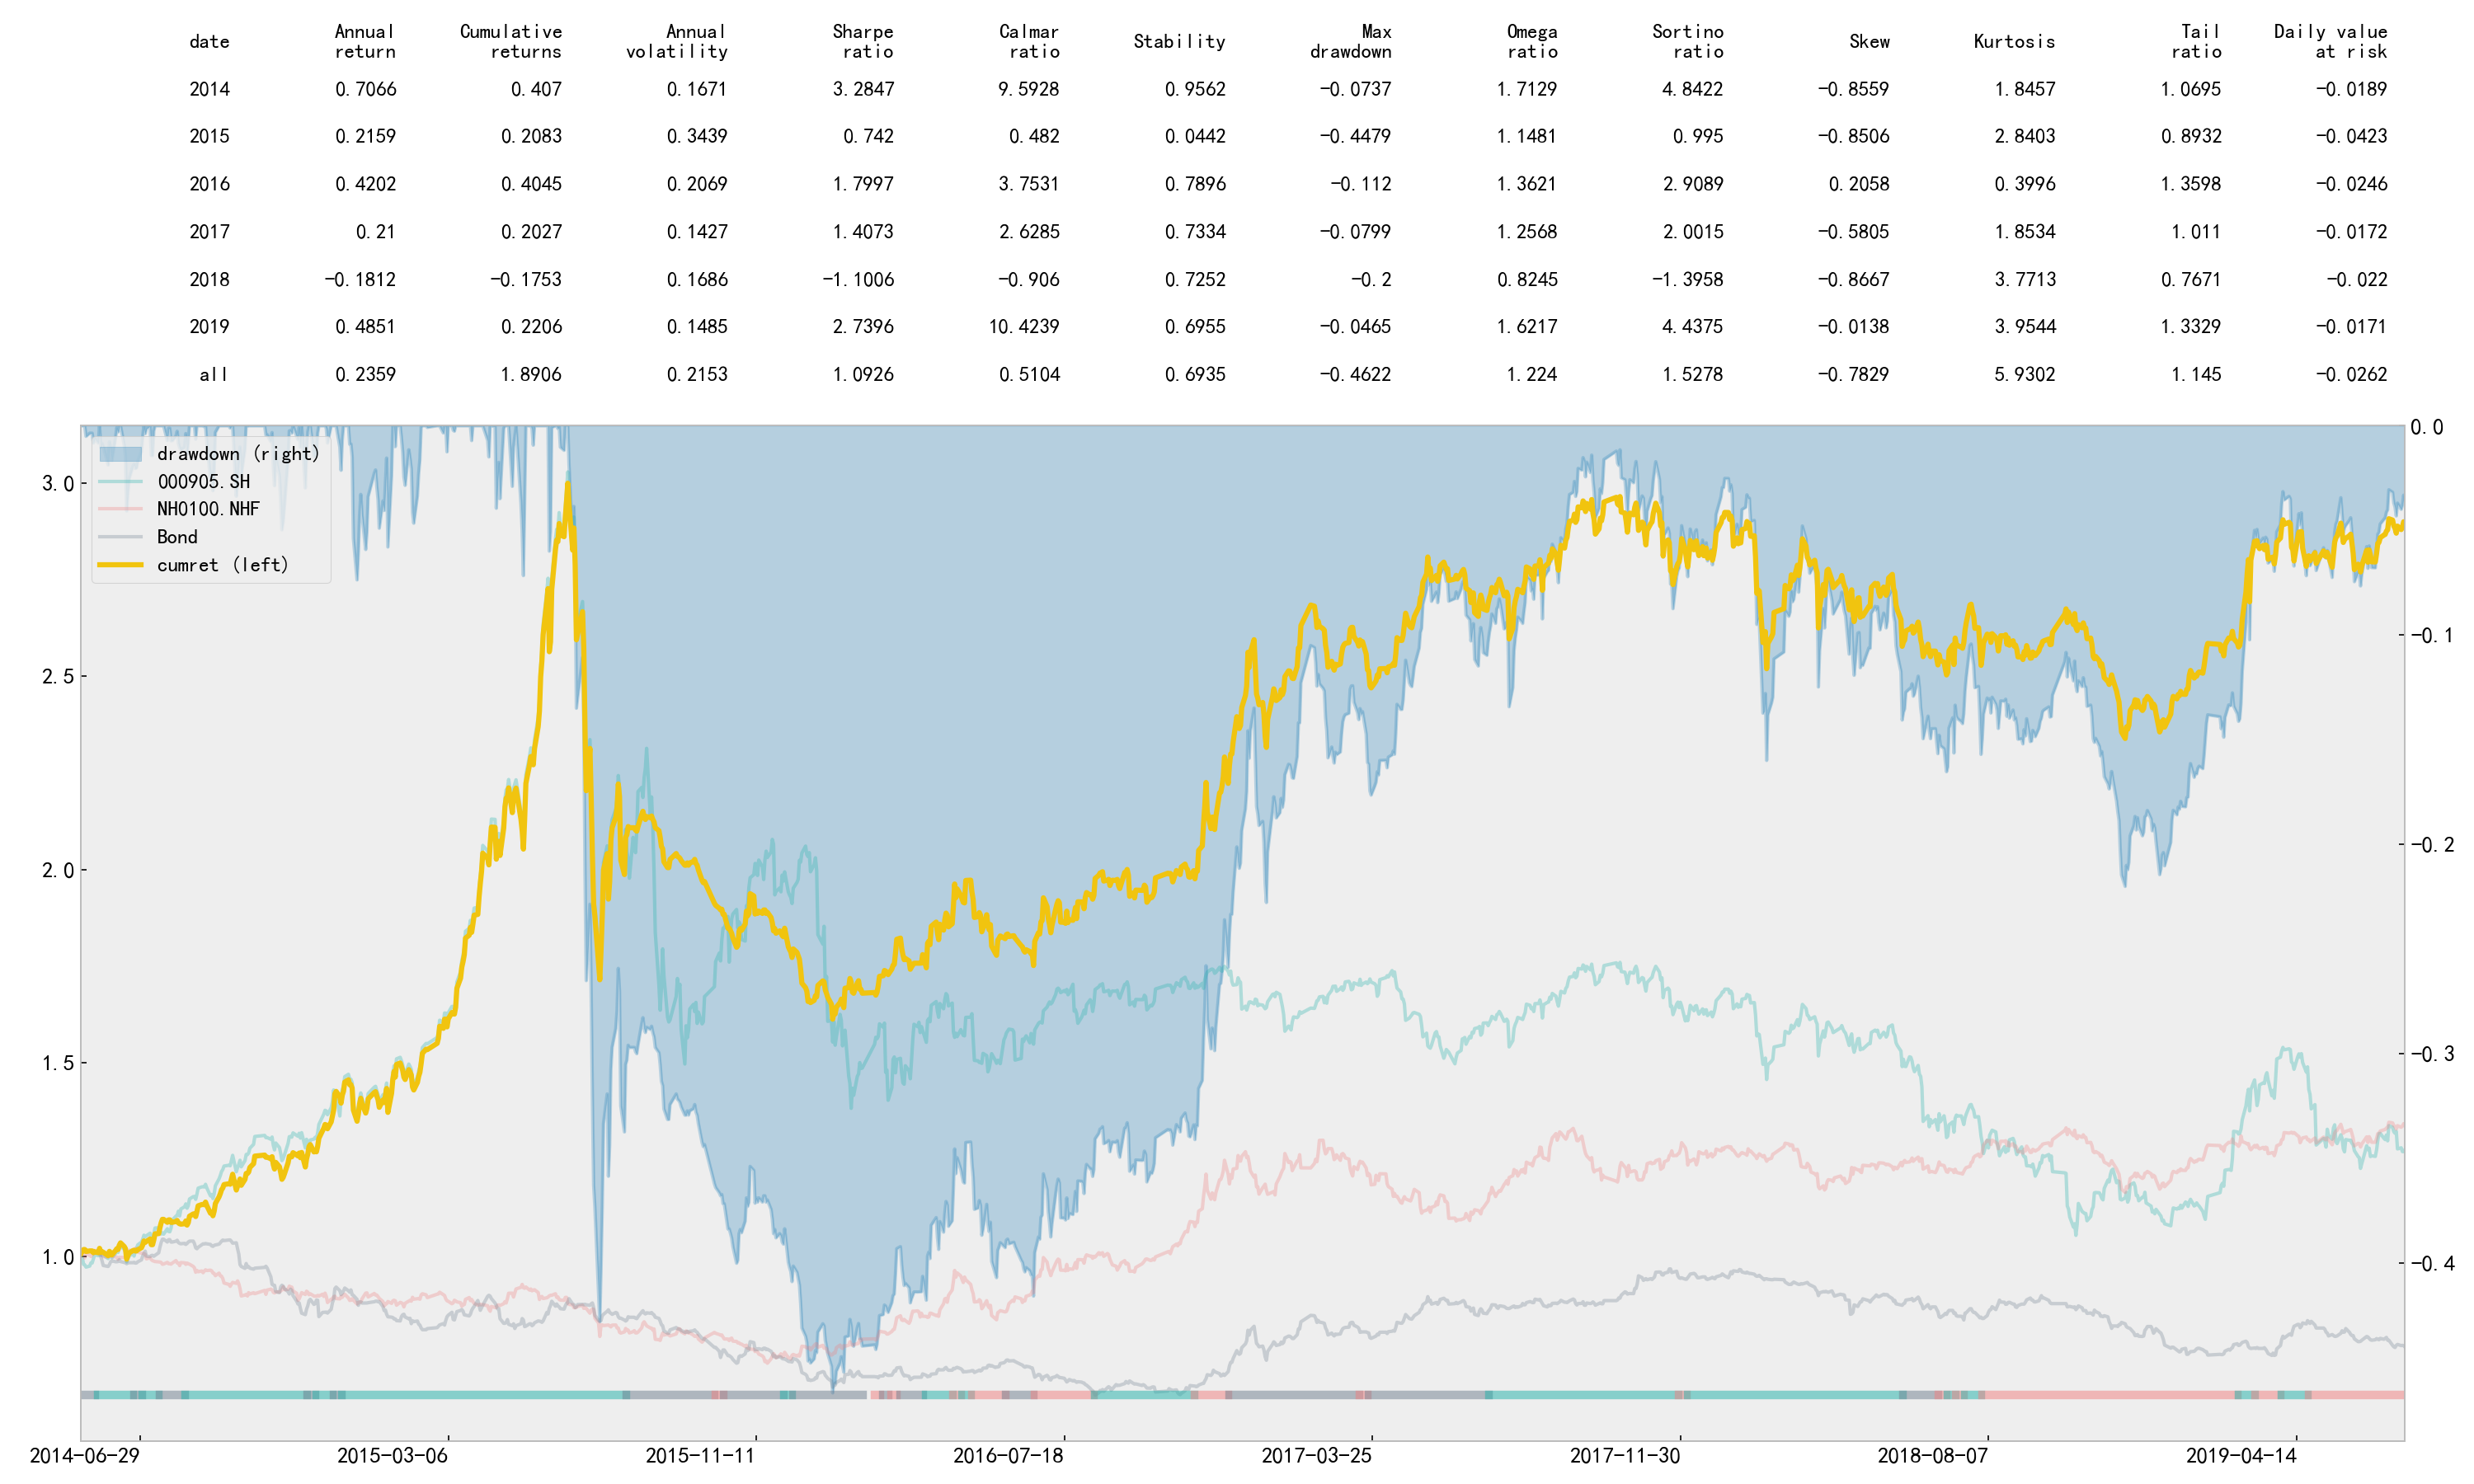 date Annual return Cumulative returns Annual volatility Sharpe ratio Calmar ratio Stability Max drawdown Omega ratio Sortino ratio Skew Kurtosis Tail ratio Daily value at risk
2014 0.7066 0.407 0.1671 3.2847 9.5928 0.9562 -0.0737 1.7129 4.8422 -0.8559 1.8457 1.0695 -0.0189
2015 0.2159 0.2083 0.3439 0.742 0.482 0.0442 -0.4479 1.1481 0.995 -0.8506 2.8403 0.8932 -0.0423
2016 0.4202 0.4045 0.2069 1.7997 3.7531 0.7896 -0.112 1.3621 2.9089 0.2058 0.3996 1.3598 -0.0246
2017 0.21 0.2027 0.1427 1.4073 2.6285 0.7334 -0.0799 1.2568 2.0015 -0.5805 1.8534 1.011 -0.0172
2018 -0.1812 -0.1753 0.1686 -1.1006 -0.906 0.7252 -0.2 0.8245 -1.3958 -0.8667 3.7713 0.7671 -0.022
2019 0.4851 0.2206 0.1485 2.7396 10.4239 0.6955 -0.0465 1.6217 4.4375 -0.0138 3.9544 1.3329 -0.0171
all 0.2359 1.8906 0.2153 1.0926 0.5104 0.6935 -0.4622 1.224 1.5278 -0.7829 5.9302 1.145 -0.0262
drawdown (right)
000905.SH
NH0100.NHF
Bond
cumret (left)
3.0
2.5
2.0
1.5
1.0
0.0
-0.1
-0.2
-0.3
-0.4
2014-06-29 2015-03-06 2015-11-11 2016-07-18 2017-03-25 2017-11-30 2018-08-07 2019-04-14